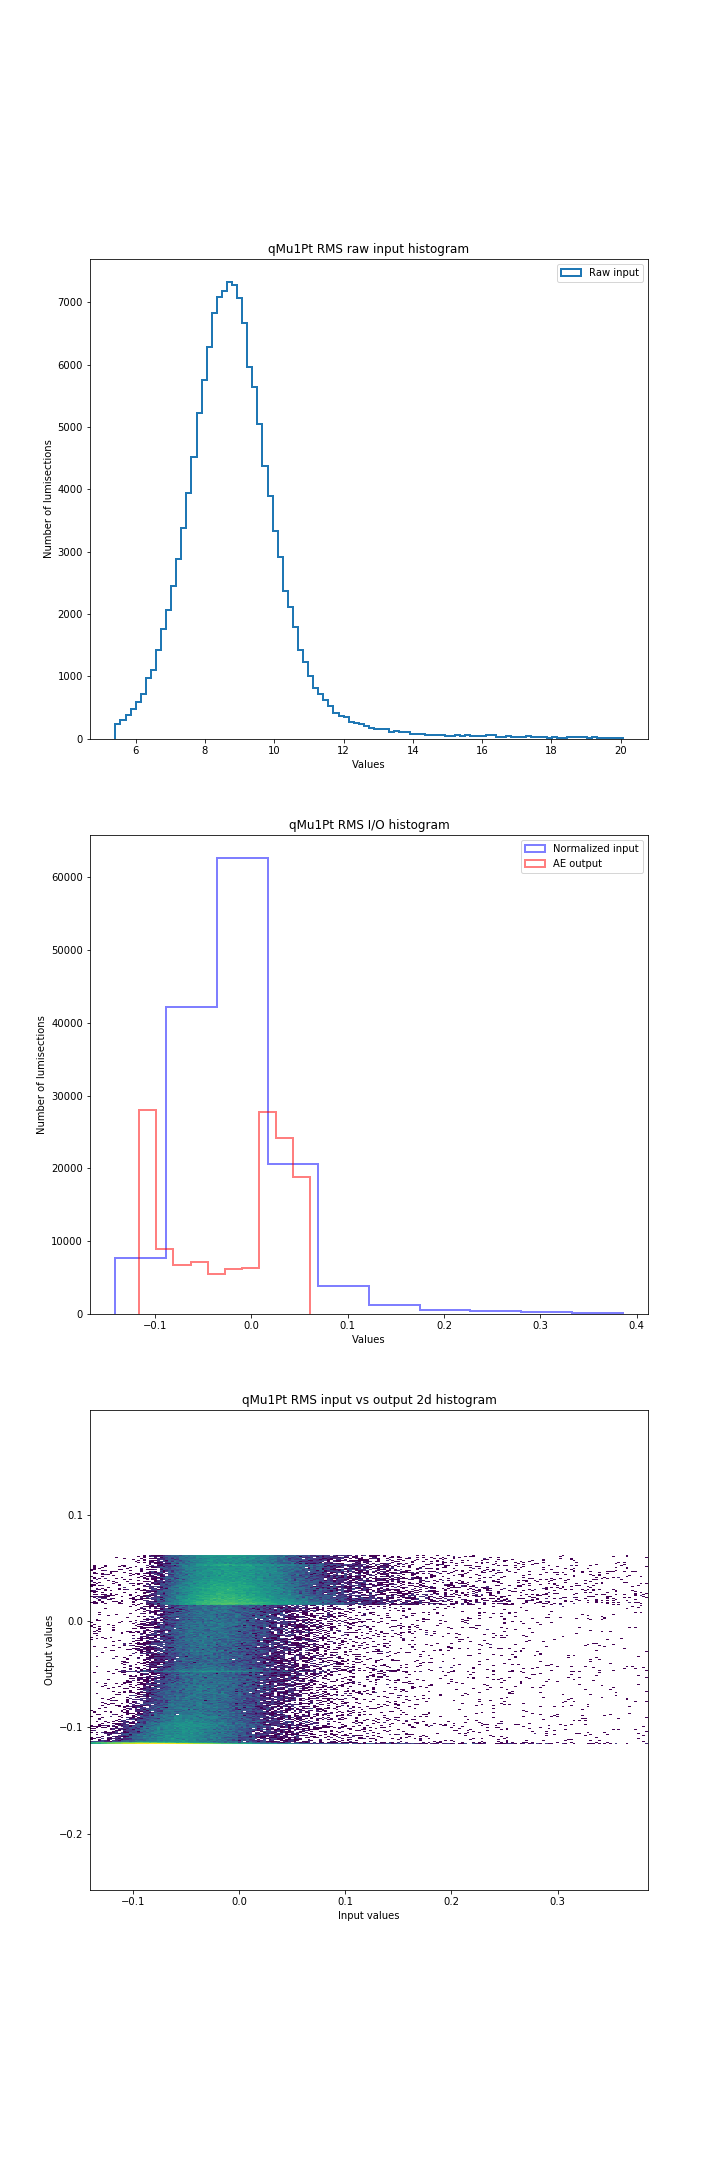 qMu1Pt RMS raw input histogram
Raw input
7000
6000
5000
4000
3000
2000
1000
0
Number of lumisections
6 8 10 12 14 16 18 20
Values
qMu1Pt RMS I/O histogram
Normalized input
AE output
60000
50000
40000
30000
20000
10000
0
Number of lumisections
−0.1 0.0 0.1 0.2 0.3 0.4
Values
qMu1Pt RMS input vs output 2d histogram
0.1
0.0
−0.1
−0.2
Output values
−0.1 0.0 0.1 0.2 0.3
Input values